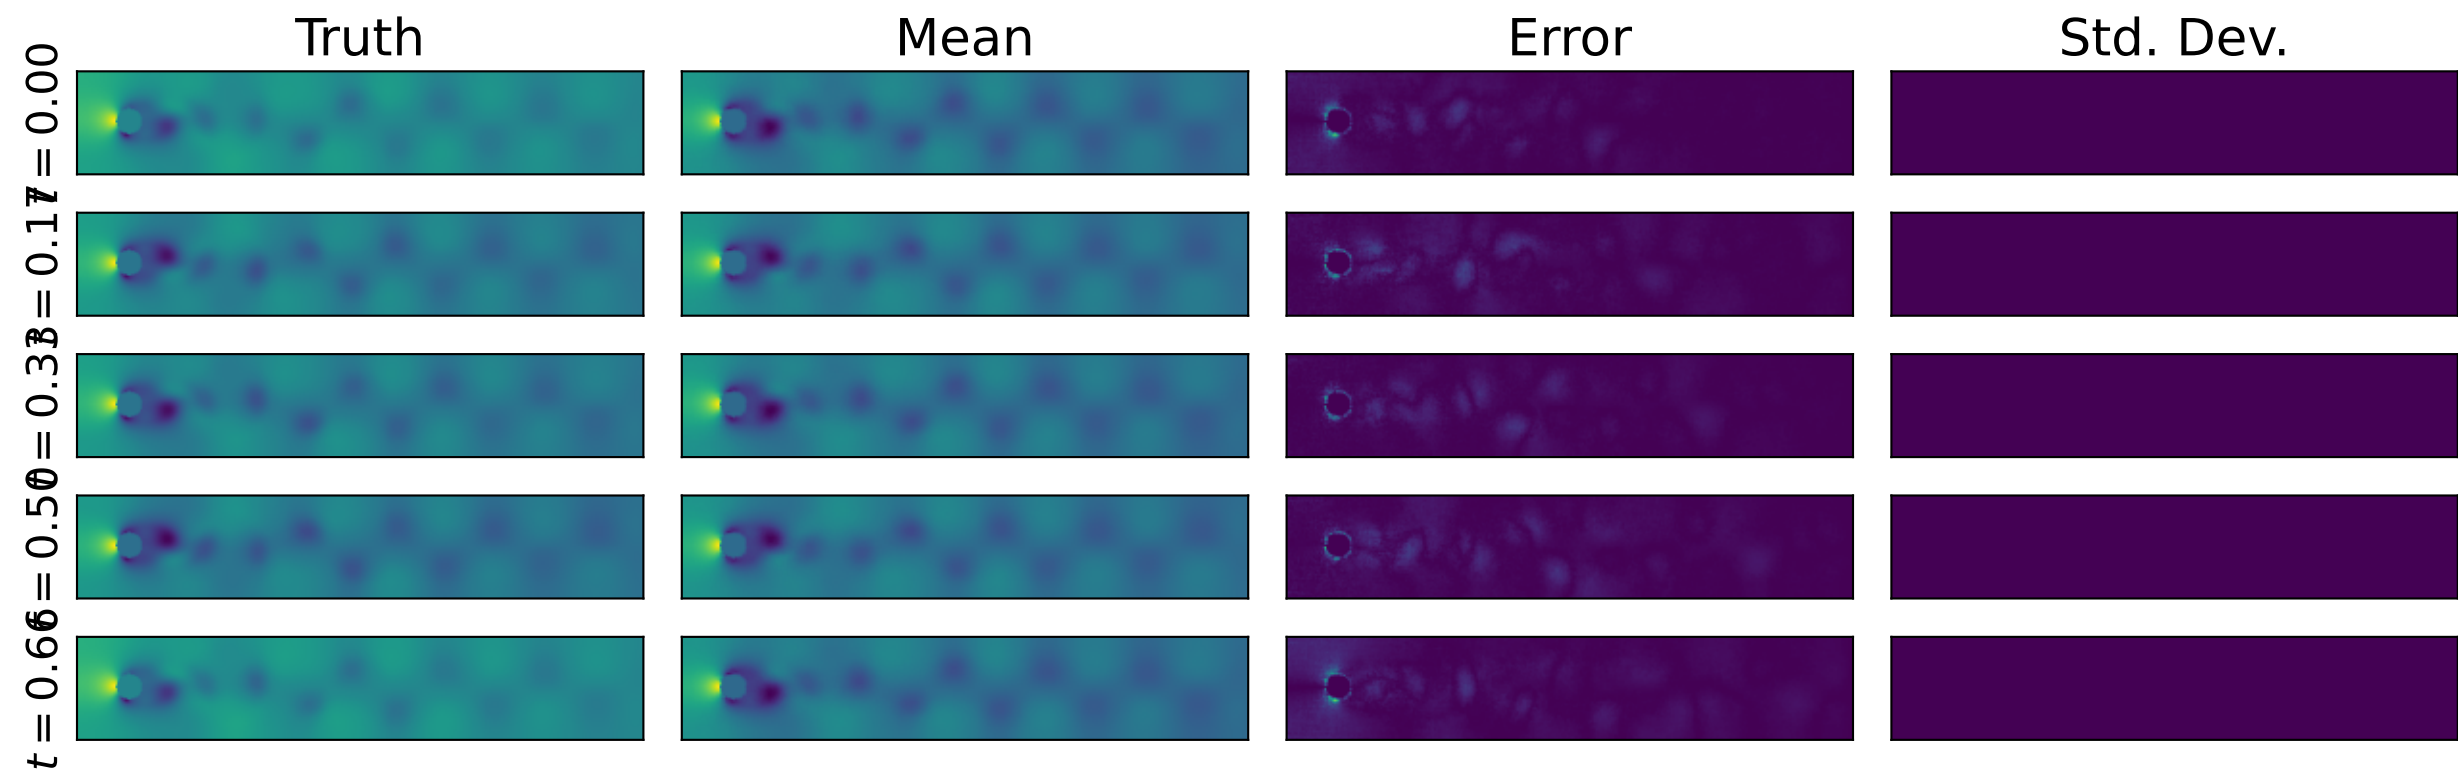 Truth Mean Error Std. Dev.
t = 0.00
t = 0.17
t = 0.33
t = 0.50
t = 0.66